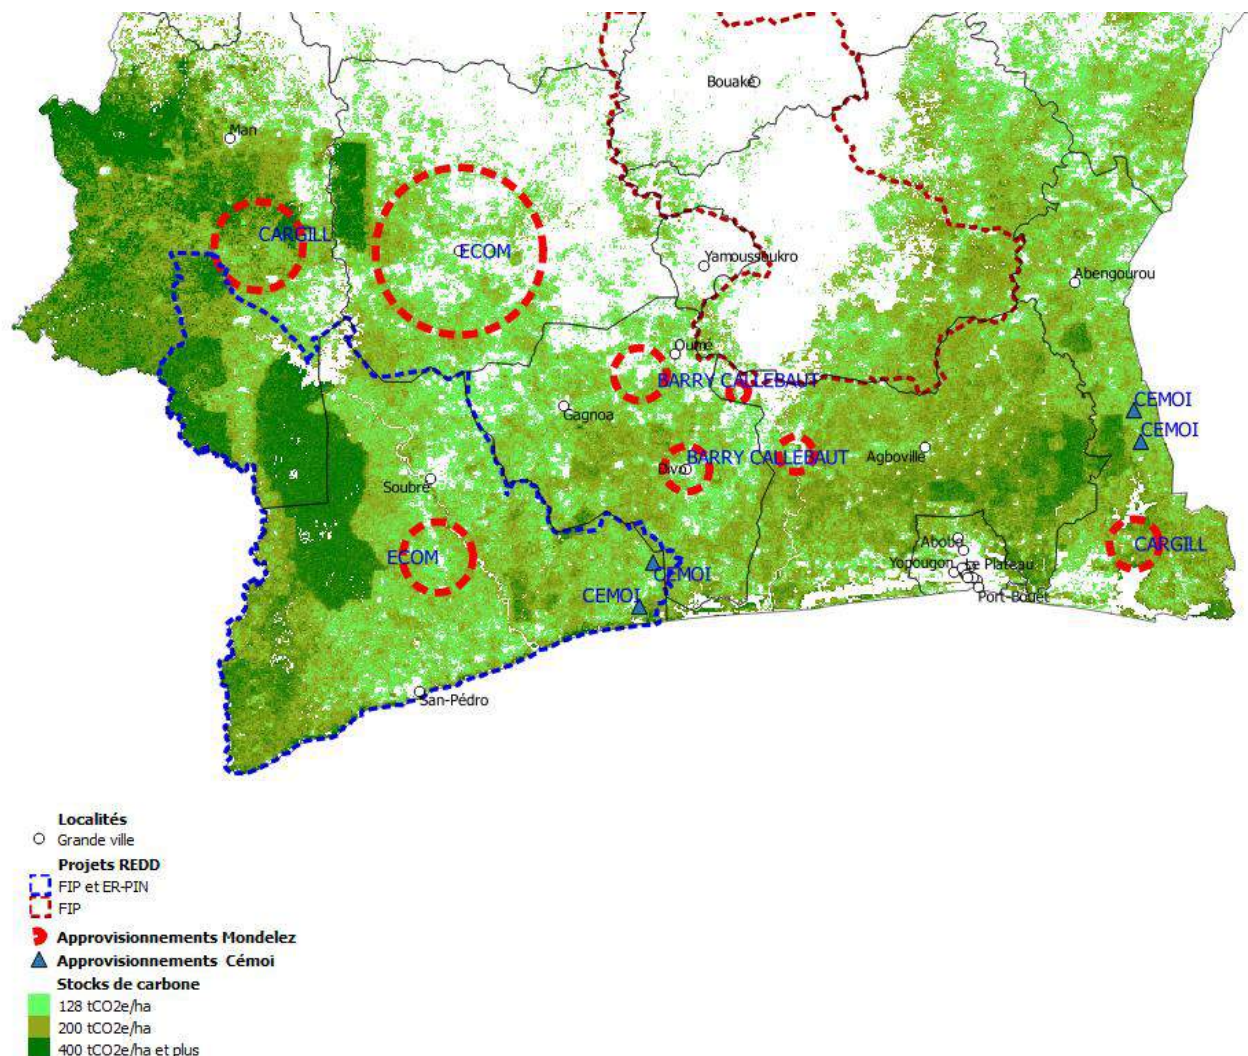 Bouaké
Man
CARGILL
ECOM
Yamoussoukro
Abengourou
Oumé
BARRY CALLEBAUT
CEMOI
Gagnoa
CEMOI
BARRY CALLEBAUT
Divo
Agboville
Soubré
Abobo
CARGILL
ECOM
Yopougon
Le Plateau
CEMOI
CEMOI
Port-Bouët
San-Pédro
Localités
Grande ville
Projets REDD
FIP et ER-PIN
FIP
Approvisionnements Mondelez
Approvisionnements Cémoi
Stocks de carbone
128 tCO2e/ha
200 tCO2e/ha
400 tCO2e/ha et plus